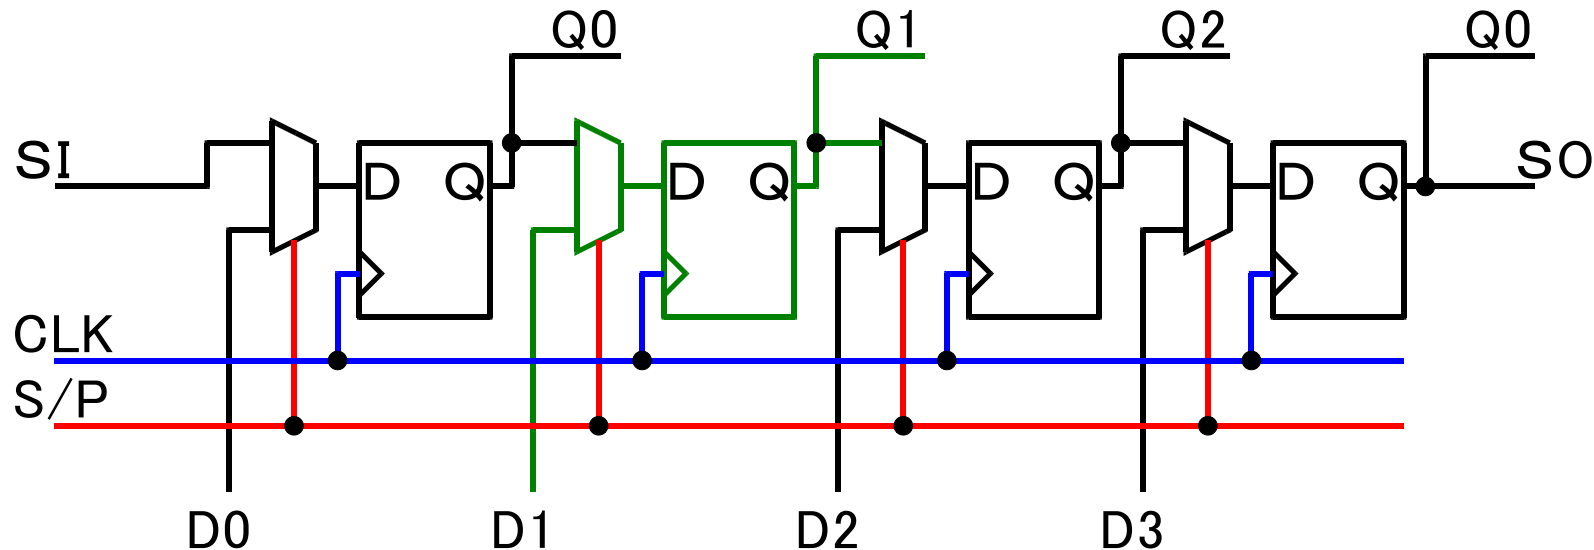 Q0 Q1 Q2 Q0
SI D Q D Q D Q D Q SO
CLK
S/P
D0 D1 D2 D3